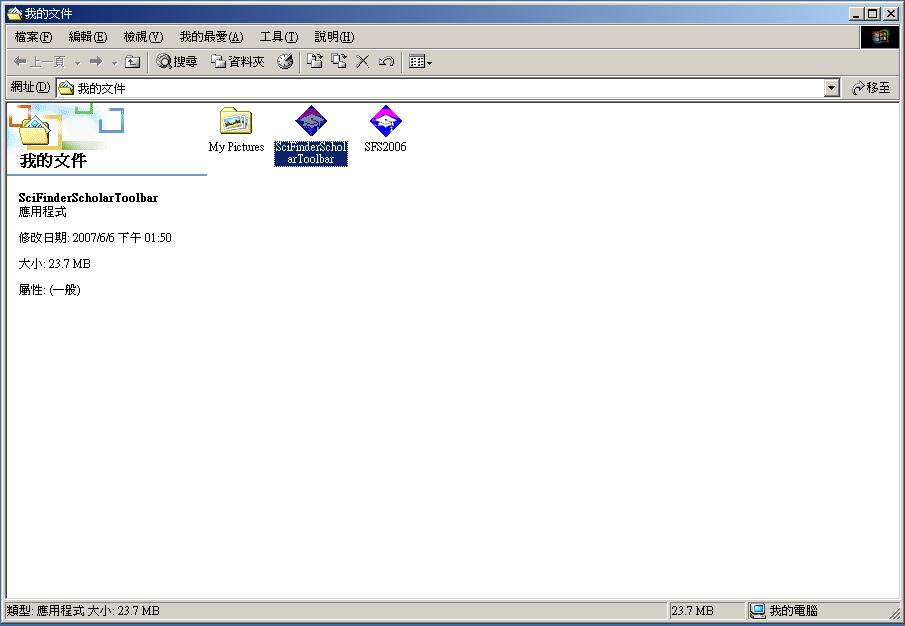 我的文件
檔案(F) 編輯(E) 檢視(V) 我的最愛(A) 工具(T) 說明(H)
上一頁 搜尋 資料夾
網址(D) 我的文件 移至
我的文件
SciFinderScholarToolbar
應用程式
修改日期: 2007/6/6 下午 01:50
大小: 23.7 MB
屬性: (一般)
My Pictures
SciFinderSchol
arToolbar
SFS2006
類型: 應用程式 大小: 23.7 MB 23.7 MB 我的電腦